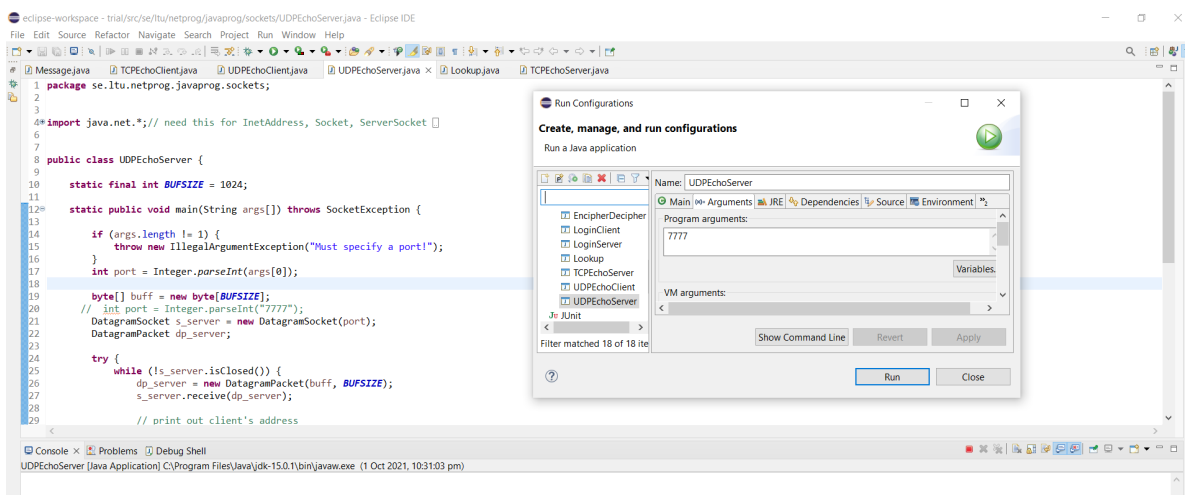 eclipse-workspace - trial/src/se/ltu/netprog/javaprog/sockets/UDPEchoServer.java - Eclipse IDE
File Edit Source Refactor Navigate Search Project Run Window Help
Message.java TCPEchoClient.java UDPEchoClient.java UDPEchoServer.java Lookup.java TCPEchoServer.java
1 package se.ltu.netprog.javaprog.sockets;
2
3
4 import java.net.*;// need this for InetAddress, Socket, ServerSocket
6
7
8 public class UDPEchoServer {
9
10 static final int BUFSIZE = 1024;
11
12 static public void main(String args[]) throws SocketException {
13
14 if (args.length != 1) {
15 throw new IllegalArgumentException("Must specify a port!");
16 }
17 int port = Integer.parseInt(args[0]);
18
19 byte[] buff = new byte[BUFSIZE];
20 // int port = Integer.parseInt("7777");
21 DatagramSocket s_server = new DatagramSocket(port);
22 DatagramPacket dp_server;
23
24 try {
25 while (!s_server.isClosed()) {
26 dp_server = new DatagramPacket(buff, BUFSIZE);
27 s_server.receive(dp_server);
28
29 // print out client's address
Run Configurations
Create, manage, and run configurations
Run a Java application
EncipherDecipher
LoginClient
LoginServer
Lookup
TCPEchoServer
UDPEchoClient
UDPEchoServer
JUnit
Filter matched 18 of 18 ite
Name: UDPEchoServer
Main Arguments JRE Dependencies Source Environment »2
Program arguments:
7777
Variables.
VM arguments:
Show Command Line Revert Apply
Run Close
Console Problems Debug Shell
UDPEchoServer [Java Application] C:\Program Files\Java\jdk-15.0.1\bin\javaw.exe (1 Oct 2021, 10:31:03 pm)